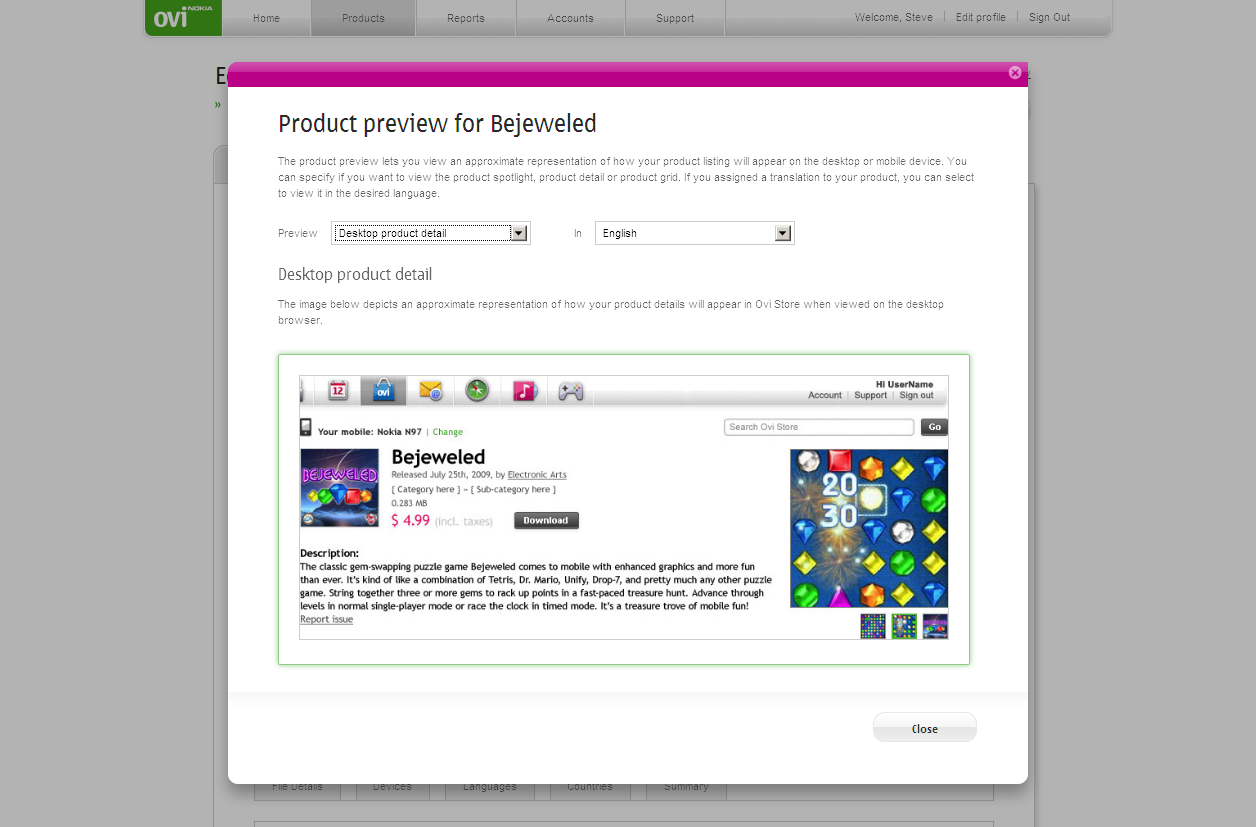 ovi NOKIA
Home Products Reports Accounts Support Welcome, Steve | Edit profile | Sign Out
»
Product preview for Bejeweled
The product preview lets you view an approximate representation of how your product listing will appear on the desktop or mobile device. You
can specify if you want to view the product spotlight, product detail or product grid. If you assigned a translation to your product, you can select
to view it in the desired language.
Preview Desktop product detail In English
Desktop product detail
The image below depicts an approximate representation of how your product details will appear in Ovi Store when viewed on the desktop
browser.
12 ovi Hi UserName
Account | Support | Sign out
Your mobile: Nokia N97 | Change Search Ovi Store Go
BEJEWELED
Bejeweled
Released July 25th, 2009, by Electronic Arts
[ Category here ] – [ Sub-category here ]
0.283 MB
$ 4.99 (incl. taxes) Download
20
30
Description:
The classic gem-swapping puzzle game Bejeweled comes to mobile with enhanced graphics and more fun
than ever. It's kind of like a combination of Tetris, Dr. Mario, Unify, Drop-7, and pretty much any other puzzle
game. String together three or more gems to rack up points in a fast-paced treasure hunt. Advance through
levels in normal single-player mode or race the clock in timed mode. It's a treasure trove of mobile fun!
Report issue
Close
File Details Devices Languages Countries Summary